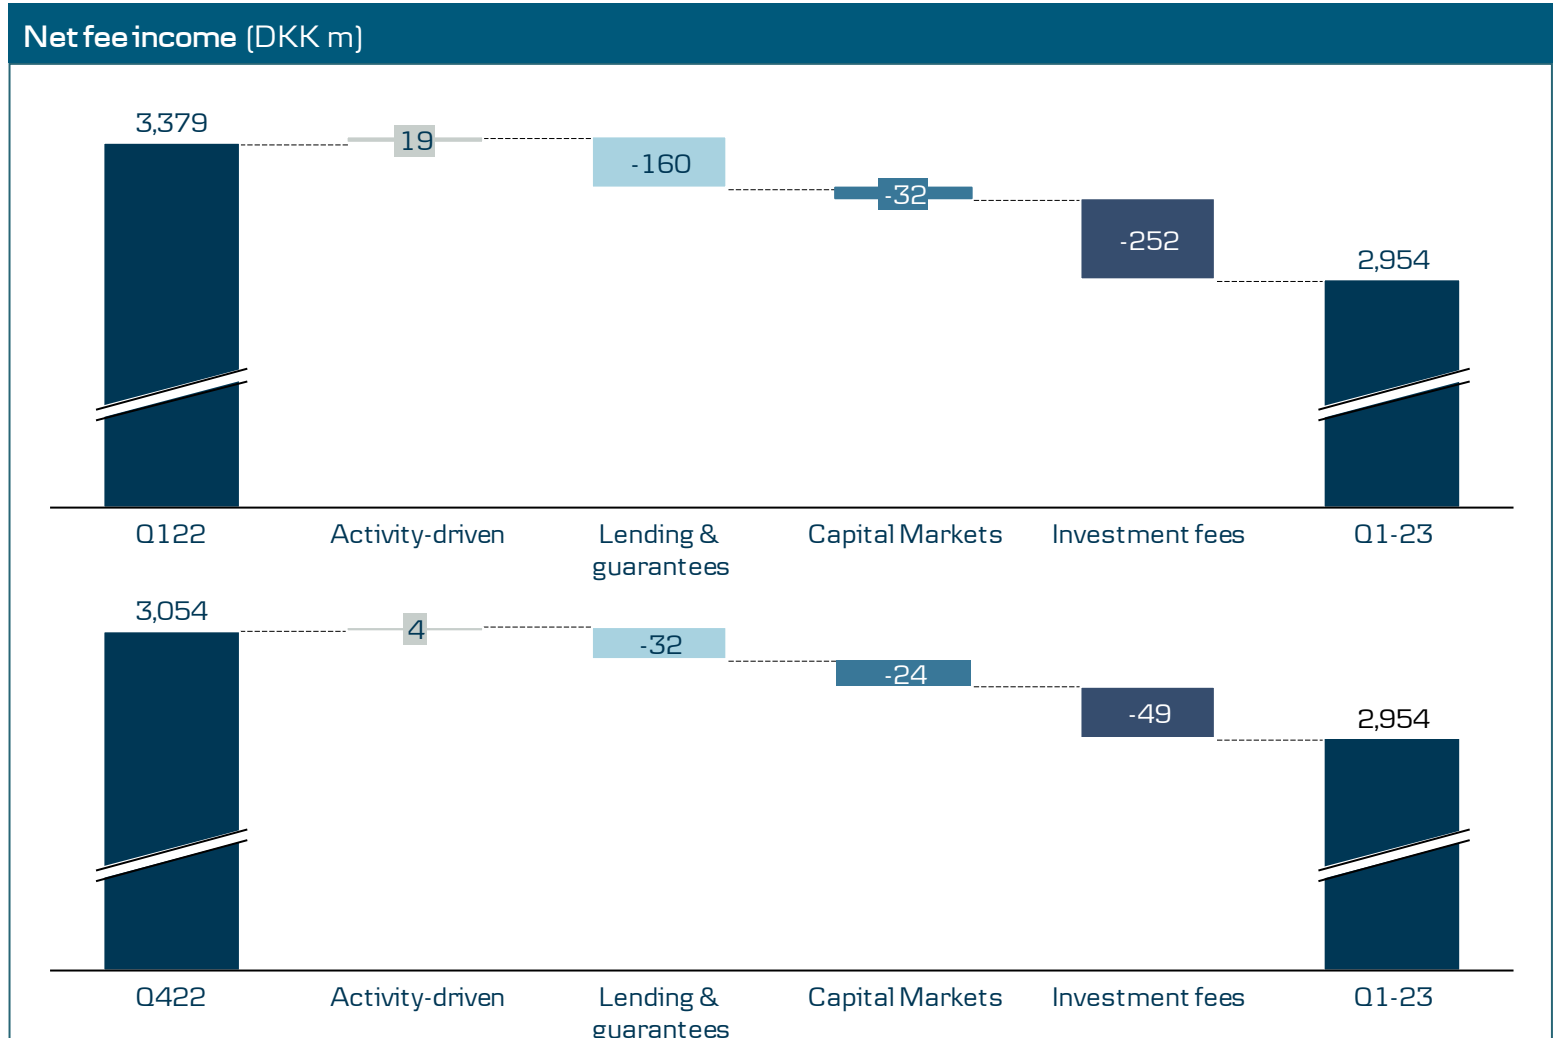 Net fee income (DKK m)
3,379
19
-160
-32
-252
2,954
Q122
Activity-driven
Lending &
guarantees
Capital Markets
Investment fees
Q1-23
3,054
4
-32
-24
-49
2,954
Q422
Activity-driven
Lending &
guarantees
Capital Markets
Investment fees
Q1-23